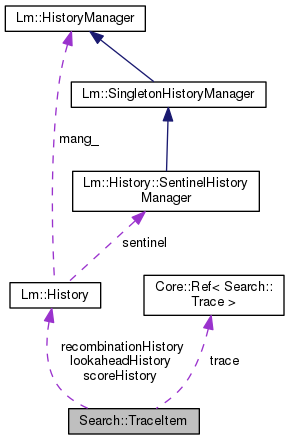 Lm::HistoryManager
Lm::SingletonHistoryManager
mang_
Lm::History::SentinelHistory
Manager
sentinel
Lm::History
Core::Ref< Search::
Trace >
recombinationHistory
lookaheadHistory
scoreHistory
trace
Search::TraceItem